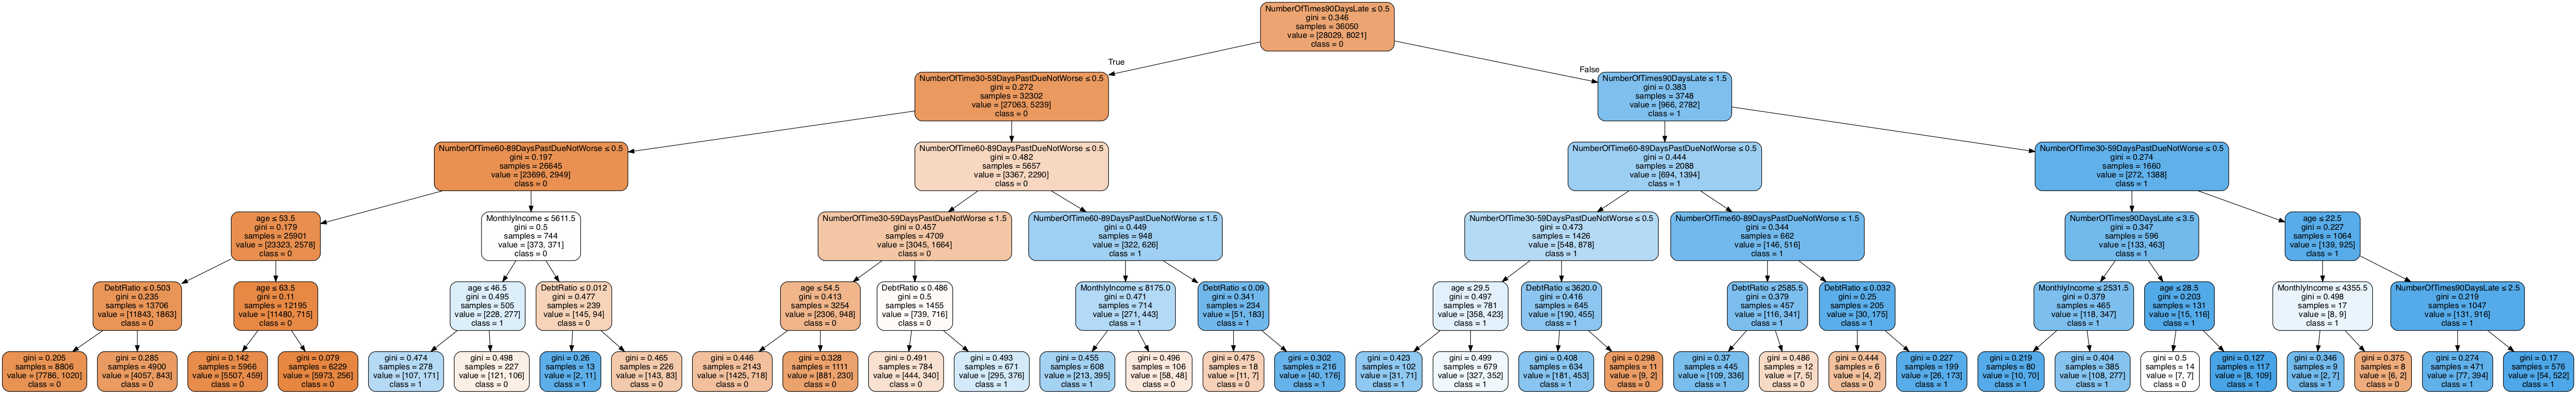 NumberOfTimes90DaysLate ≤ 0.5
gini = 0.346
samples = 36050
value = [28029, 8021]
class = 0
True
False
NumberOfTime30-59DaysPastDueNotWorse ≤ 0.5
gini = 0.272
samples = 32302
value = [27063, 5239]
class = 0
NumberOfTimes90DaysLate ≤ 1.5
gini = 0.383
samples = 3748
value = [966, 2782]
class = 1
NumberOfTime60-89DaysPastDueNotWorse ≤ 0.5
gini = 0.197
samples = 26645
value = [23696, 2949]
class = 0
NumberOfTime60-89DaysPastDueNotWorse ≤ 0.5
gini = 0.482
samples = 5657
value = [3367, 2290]
class = 0
NumberOfTime60-89DaysPastDueNotWorse ≤ 0.5
gini = 0.444
samples = 2088
value = [694, 1394]
class = 1
NumberOfTime30-59DaysPastDueNotWorse ≤ 0.5
gini = 0.274
samples = 1660
value = [272, 1388]
class = 1
age ≤ 53.5
gini = 0.179
samples = 25901
value = [23323, 2578]
class = 0
MonthlyIncome ≤ 5611.5
gini = 0.5
samples = 744
value = [373, 371]
class = 0
NumberOfTime30-59DaysPastDueNotWorse ≤ 1.5
gini = 0.457
samples = 4709
value = [3045, 1664]
class = 0
NumberOfTime60-89DaysPastDueNotWorse ≤ 1.5
gini = 0.449
samples = 948
value = [322, 626]
class = 1
NumberOfTime30-59DaysPastDueNotWorse ≤ 0.5
gini = 0.473
samples = 1426
value = [548, 878]
class = 1
NumberOfTime60-89DaysPastDueNotWorse ≤ 1.5
gini = 0.344
samples = 662
value = [146, 516]
class = 1
NumberOfTimes90DaysLate ≤ 3.5
gini = 0.347
samples = 596
value = [133, 463]
class = 1
age ≤ 22.5
gini = 0.227
samples = 1064
value = [139, 925]
class = 1
DebtRatio ≤ 0.503
gini = 0.235
samples = 13706
value = [11843, 1863]
class = 0
age ≤ 63.5
gini = 0.11
samples = 12195
value = [11480, 715]
class = 0
age ≤ 46.5
gini = 0.495
samples = 505
value = [228, 277]
class = 1
DebtRatio ≤ 0.012
gini = 0.477
samples = 239
value = [145, 94]
class = 0
age ≤ 54.5
gini = 0.413
samples = 3254
value = [2306, 948]
class = 0
DebtRatio ≤ 0.486
gini = 0.5
samples = 1455
value = [739, 716]
class = 0
MonthlyIncome ≤ 8175.0
gini = 0.471
samples = 714
value = [271, 443]
class = 1
DebtRatio ≤ 0.09
gini = 0.341
samples = 234
value = [51, 183]
class = 1
age ≤ 29.5
gini = 0.497
samples = 781
value = [358, 423]
class = 1
DebtRatio ≤ 3620.0
gini = 0.416
samples = 645
value = [190, 455]
class = 1
DebtRatio ≤ 2585.5
gini = 0.379
samples = 457
value = [116, 341]
class = 1
DebtRatio ≤ 0.032
gini = 0.25
samples = 205
value = [30, 175]
class = 1
MonthlyIncome ≤ 2531.5
gini = 0.379
samples = 465
value = [118, 347]
class = 1
age ≤ 28.5
gini = 0.203
samples = 131
value = [15, 116]
class = 1
MonthlyIncome ≤ 4355.5
gini = 0.498
samples = 17
value = [8, 9]
class = 1
NumberOfTimes90DaysLate ≤ 2.5
gini = 0.219
samples = 1047
value = [131, 916]
class = 1
gini = 0.205
samples = 8806
value = [7786, 1020]
class = 0
gini = 0.285
samples = 4900
value = [4057, 843]
class = 0
gini = 0.142
samples = 5966
value = [5507, 459]
class = 0
gini = 0.079
samples = 6229
value = [5973, 256]
class = 0
gini = 0.474
samples = 278
value = [107, 171]
class = 1
gini = 0.498
samples = 227
value = [121, 106]
class = 0
gini = 0.26
samples = 13
value = [2, 11]
class = 1
gini = 0.465
samples = 226
value = [143, 83]
class = 0
gini = 0.446
samples = 2143
value = [1425, 718]
class = 0
gini = 0.328
samples = 1111
value = [881, 230]
class = 0
gini = 0.491
samples = 784
value = [444, 340]
class = 0
gini = 0.493
samples = 671
value = [295, 376]
class = 1
gini = 0.455
samples = 608
value = [213, 395]
class = 1
gini = 0.496
samples = 106
value = [58, 48]
class = 0
gini = 0.475
samples = 18
value = [11, 7]
class = 0
gini = 0.302
samples = 216
value = [40, 176]
class = 1
gini = 0.423
samples = 102
value = [31, 71]
class = 1
gini = 0.499
samples = 679
value = [327, 352]
class = 1
gini = 0.408
samples = 634
value = [181, 453]
class = 1
gini = 0.298
samples = 11
value = [9, 2]
class = 0
gini = 0.37
samples = 445
value = [109, 336]
class = 1
gini = 0.486
samples = 12
value = [7, 5]
class = 0
gini = 0.444
samples = 6
value = [4, 2]
class = 0
gini = 0.227
samples = 199
value = [26, 173]
class = 1
gini = 0.219
samples = 80
value = [10, 70]
class = 1
gini = 0.404
samples = 385
value = [108, 277]
class = 1
gini = 0.5
samples = 14
value = [7, 7]
class = 0
gini = 0.127
samples = 117
value = [8, 109]
class = 1
gini = 0.346
samples = 9
value = [2, 7]
class = 1
gini = 0.375
samples = 8
value = [6, 2]
class = 0
gini = 0.274
samples = 471
value = [77, 394]
class = 1
gini = 0.17
samples = 576
value = [54, 522]
class = 1